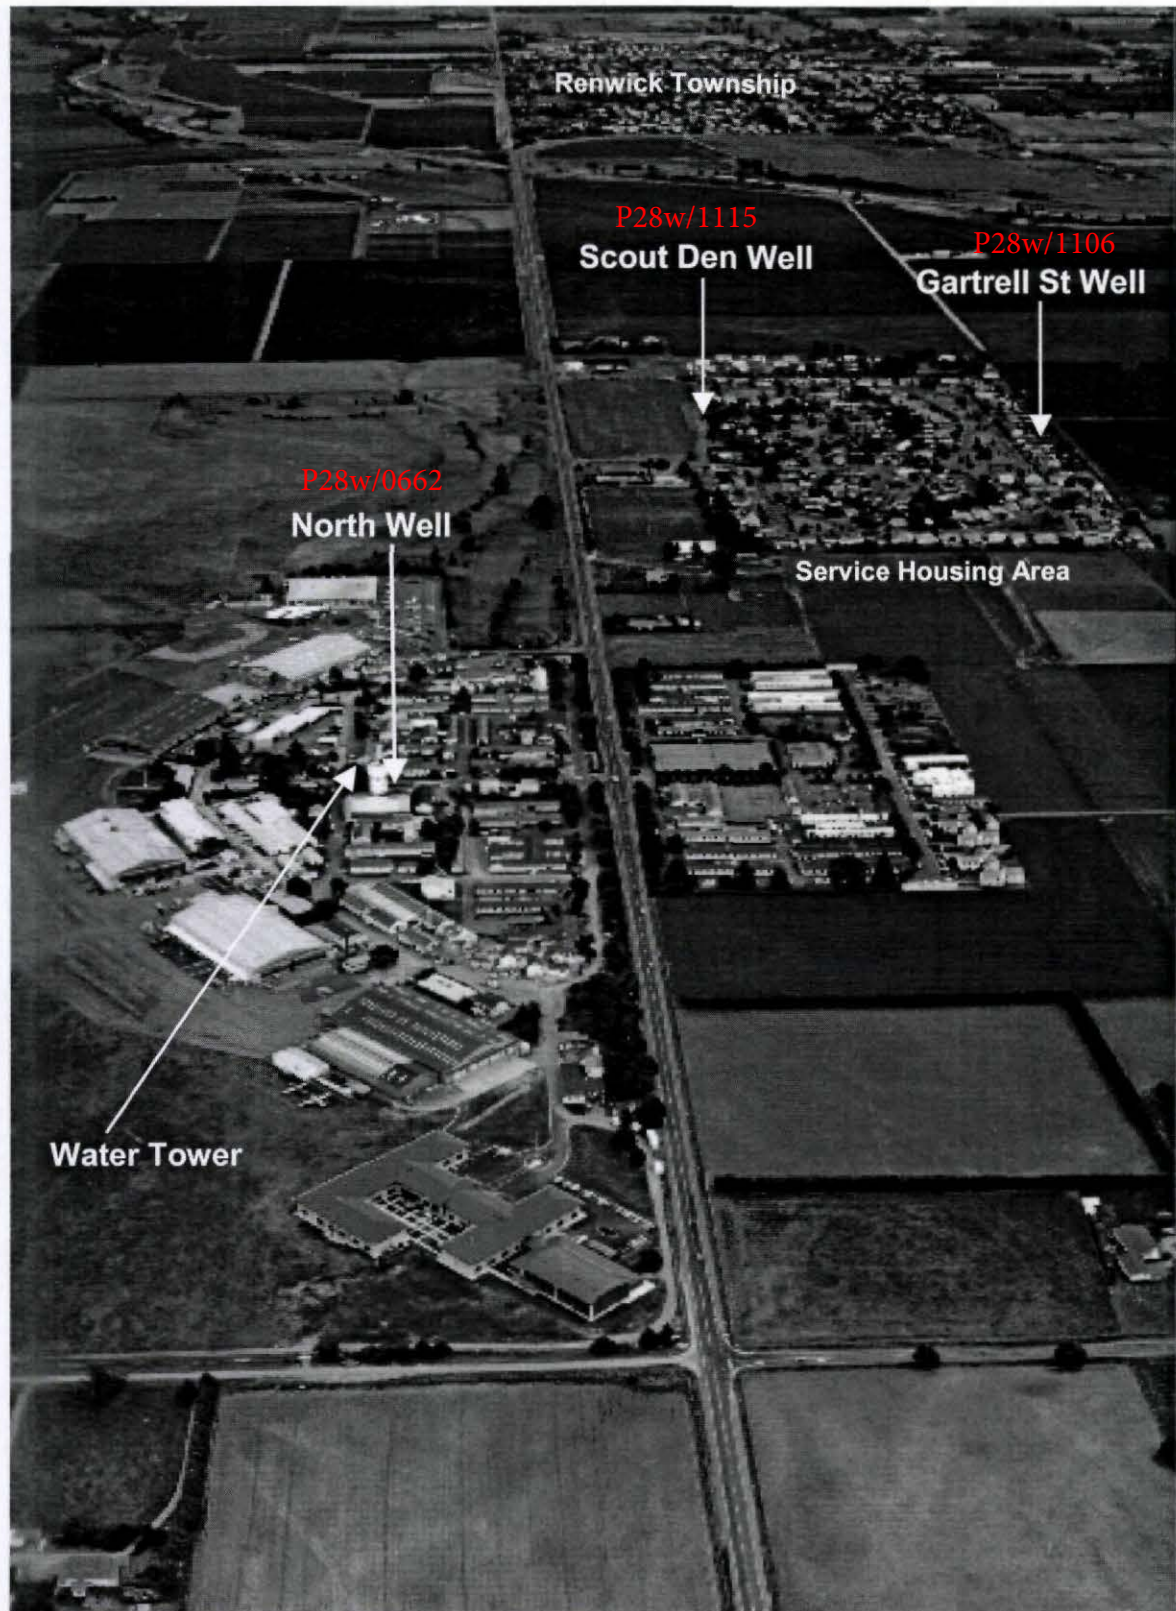 Renwick Township
P28w/1115
Scout Den Well
P28w/1106
Gartrell St Well
P28w/0662
North Well
Service Housing Area
Water Tower